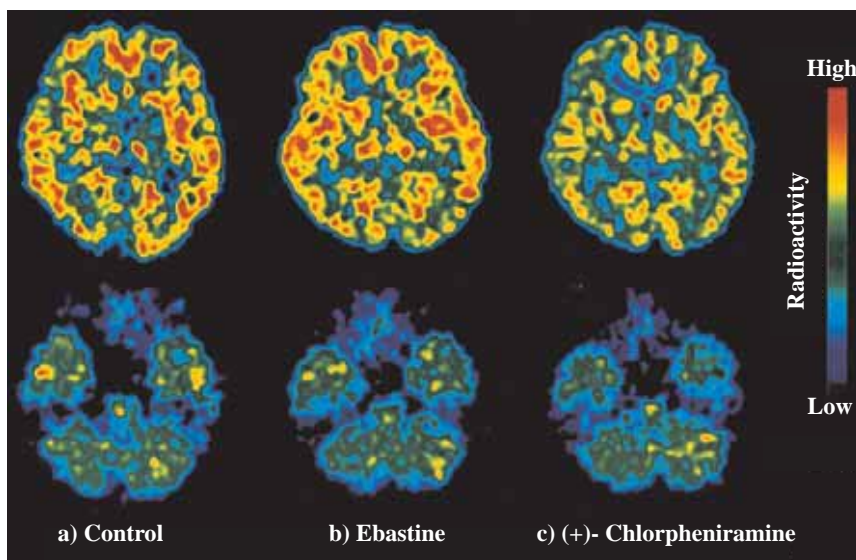 High
Radioactivity
Low
a) Control
b) Ebastine
c) (+)- Chlorpheniramine